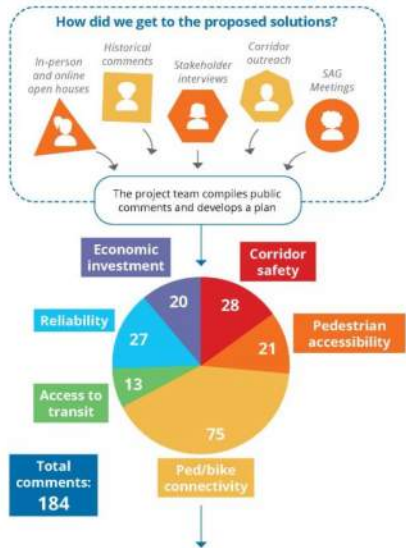 How did we get to the proposed solutions?
In-person
and online
open houses
Historical
comments
Stakeholder
interviews
Corridor
outreach
SAG
Meetings
The project team compiles public
comments and develops a plan
Economic
investment
Corridor
safety
20
28
Reliability
27
Pedestrian
accessibility
21
Access to
transit
13
75
Ped/bike
connectivity
Total
comments:
184